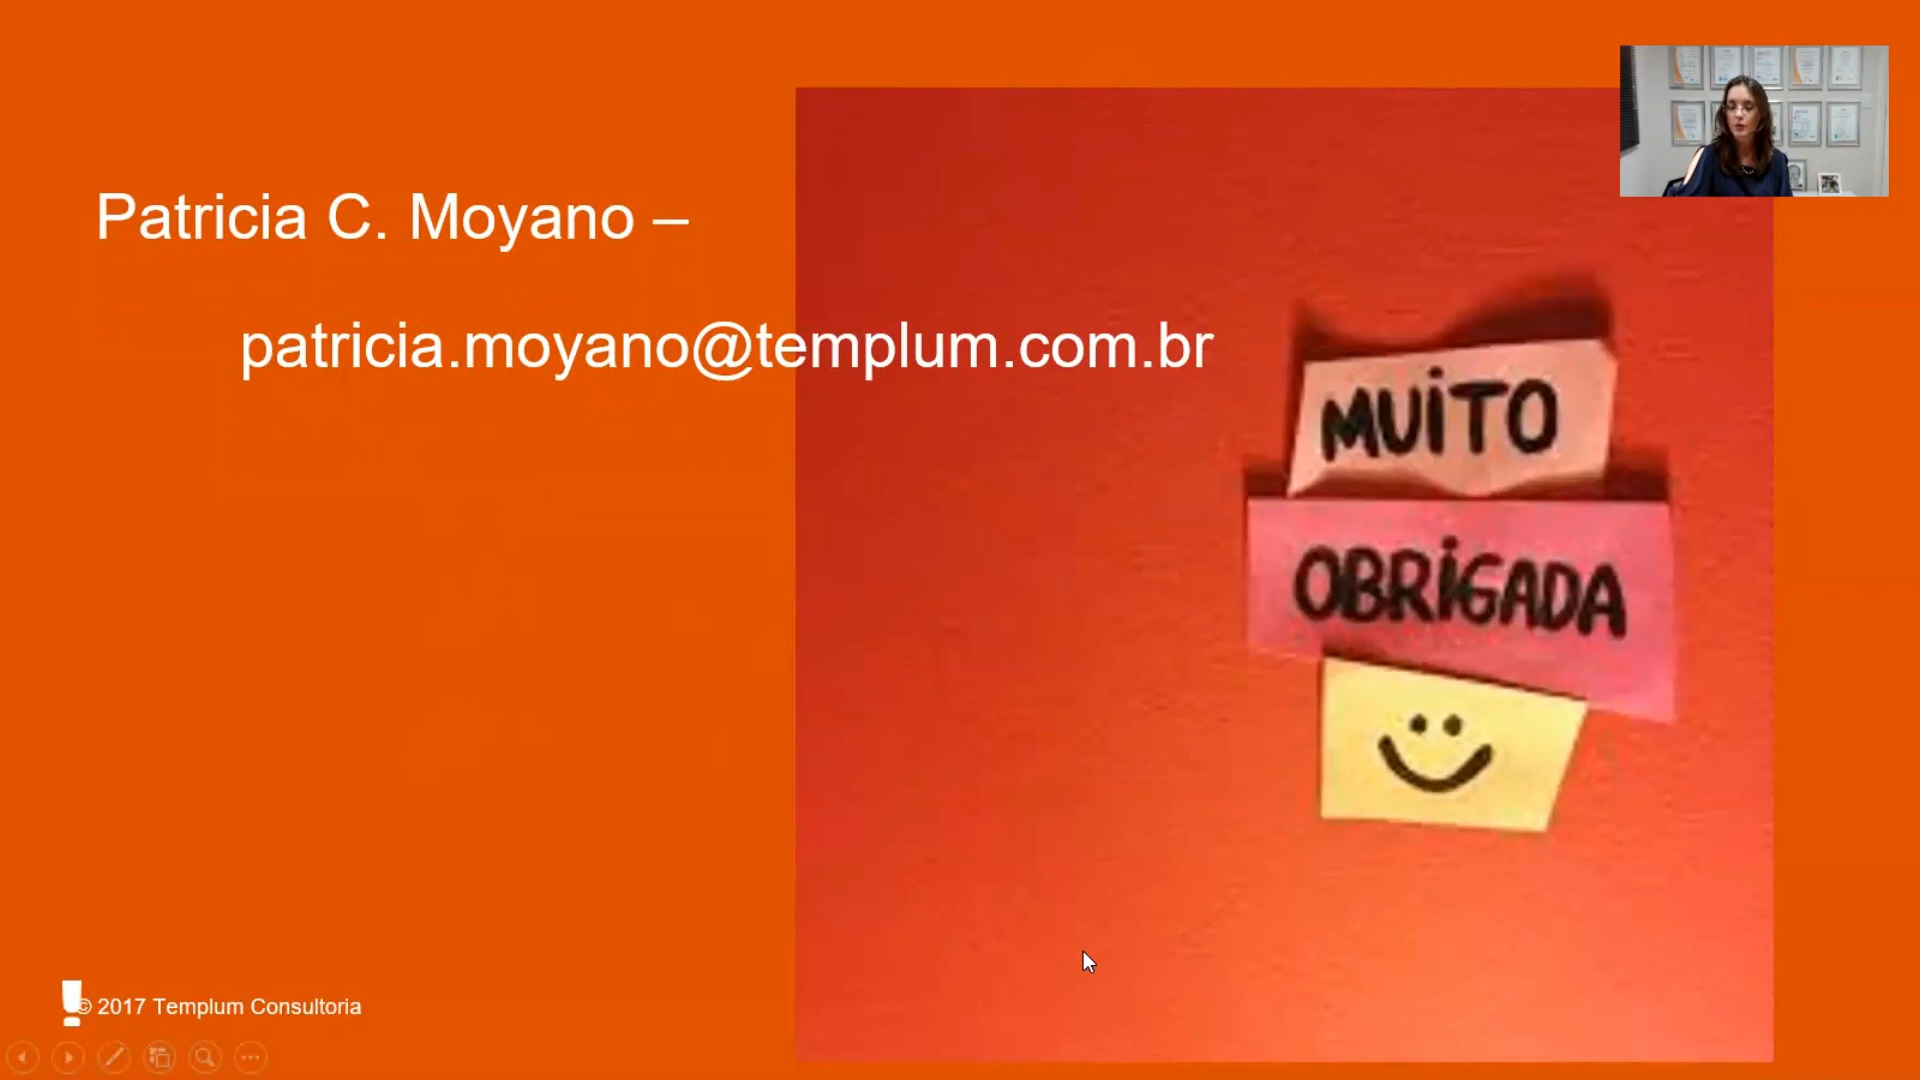 Patricia C. Moyano –
patricia.moyano@templum.com.br
MUiTO
OBRiGADA
© 2017 Templum Consultoria